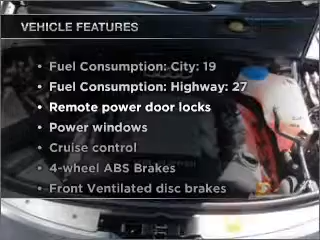 VEHICLE FEATURES
• Fuel Consumption: City: 19
• Fuel Consumption: Highway: 27
• Remote power door locks
• Power windows
• Cruise control
• 4-wheel ABS Brakes
• Front Ventilated disc brakes